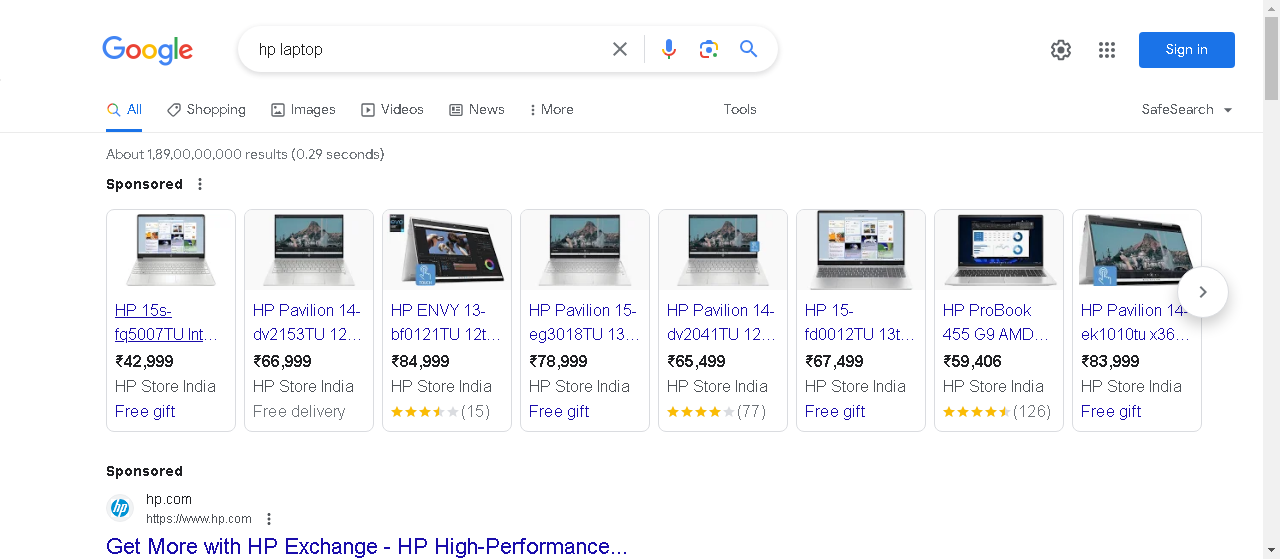 Google
hp laptop
Sign in
All Shopping Images Videos News More Tools SafeSearch
About 1,89,00,00,000 results (0.29 seconds)
Sponsored
HP 15s-
fq5007TU Int...
₹42,999
HP Store India
Free gift
HP Pavilion 14-
dv2153TU 12...
₹66,999
HP Store India
Free delivery
TOUCH
HP ENVY 13-
bf0121TU 12t...
₹84,999
HP Store India
(15)
HP Pavilion 15-
eg3018TU 13...
₹78,999
HP Store India
Free gift
HP Pavilion 14-
dv2041TU 12...
₹65,499
HP Store India
(77)
HP 15-
fd0012TU 13t...
₹67,499
HP Store India
Free gift
HP ProBook
455 G9 AMD...
₹59,406
HP Store India
(126)
HP Pavilion 14-
ek1010tu x36...
₹83,999
HP Store India
Free gift
Sponsored
hp
hp.com
https://www.hp.com
Get More with HP Exchange - HP High-Performance...